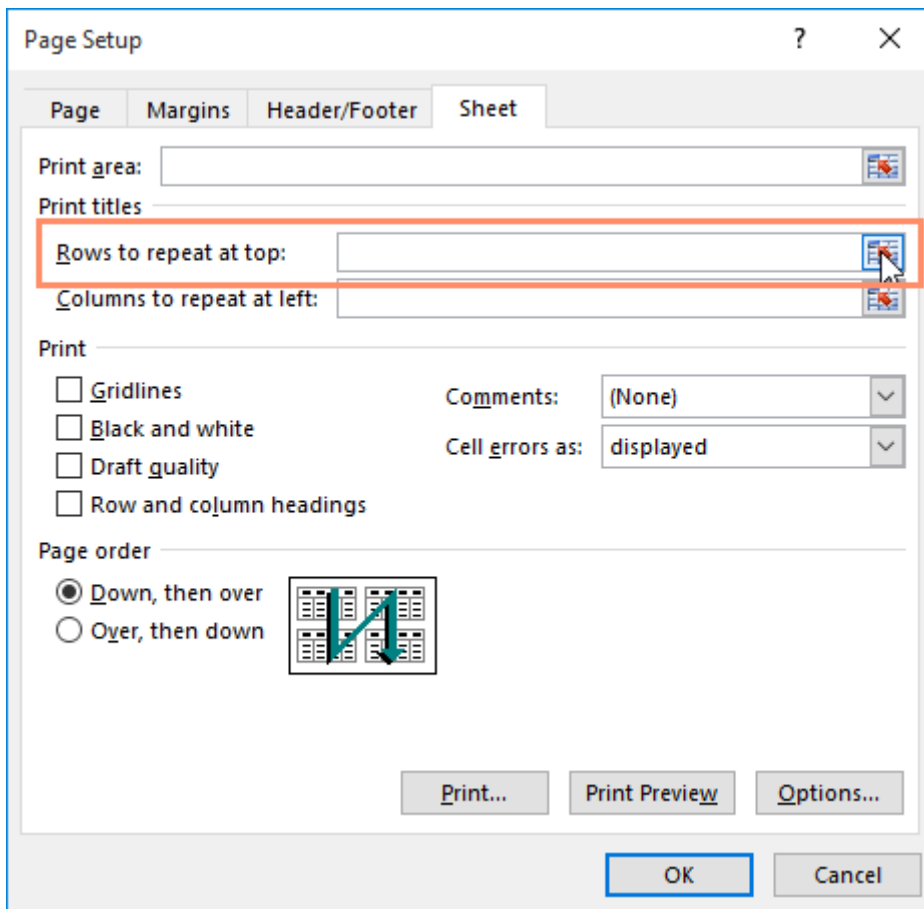 Page Setup ?
Page Margins Header/Footer Sheet
Print area:
Print titles
Rows to repeat at top:
Columns to repeat at left:
Print
Gridlines
Comments: (None)
Black and white
Cell errors as: displayed
Draft quality
Row and column headings
Page order
Down, then over
Over, then down
Print... Print Preview Options...
OK Cancel